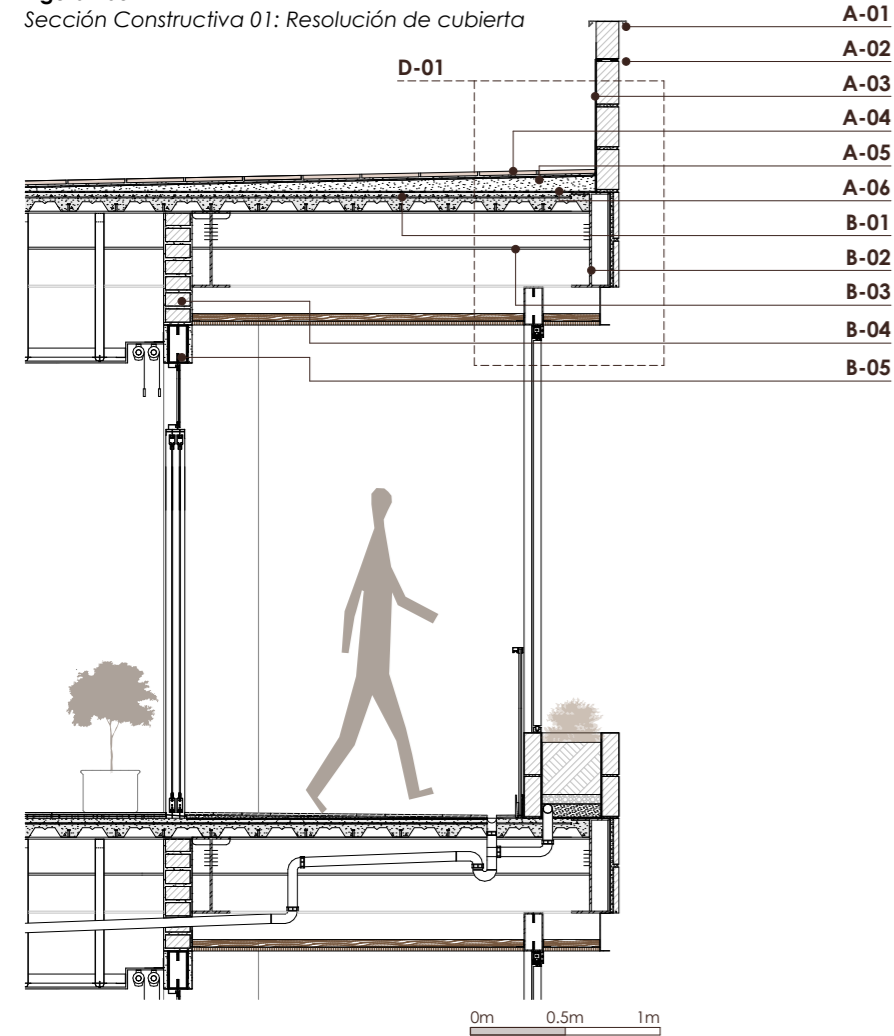 Sección Constructiva 01: Resolución de cubierta
A-01
A-02
D-01
A-03
A-04
A-05
A-06
B-01
B-02
B-03
B-04
B-05
0m 0.5m 1m